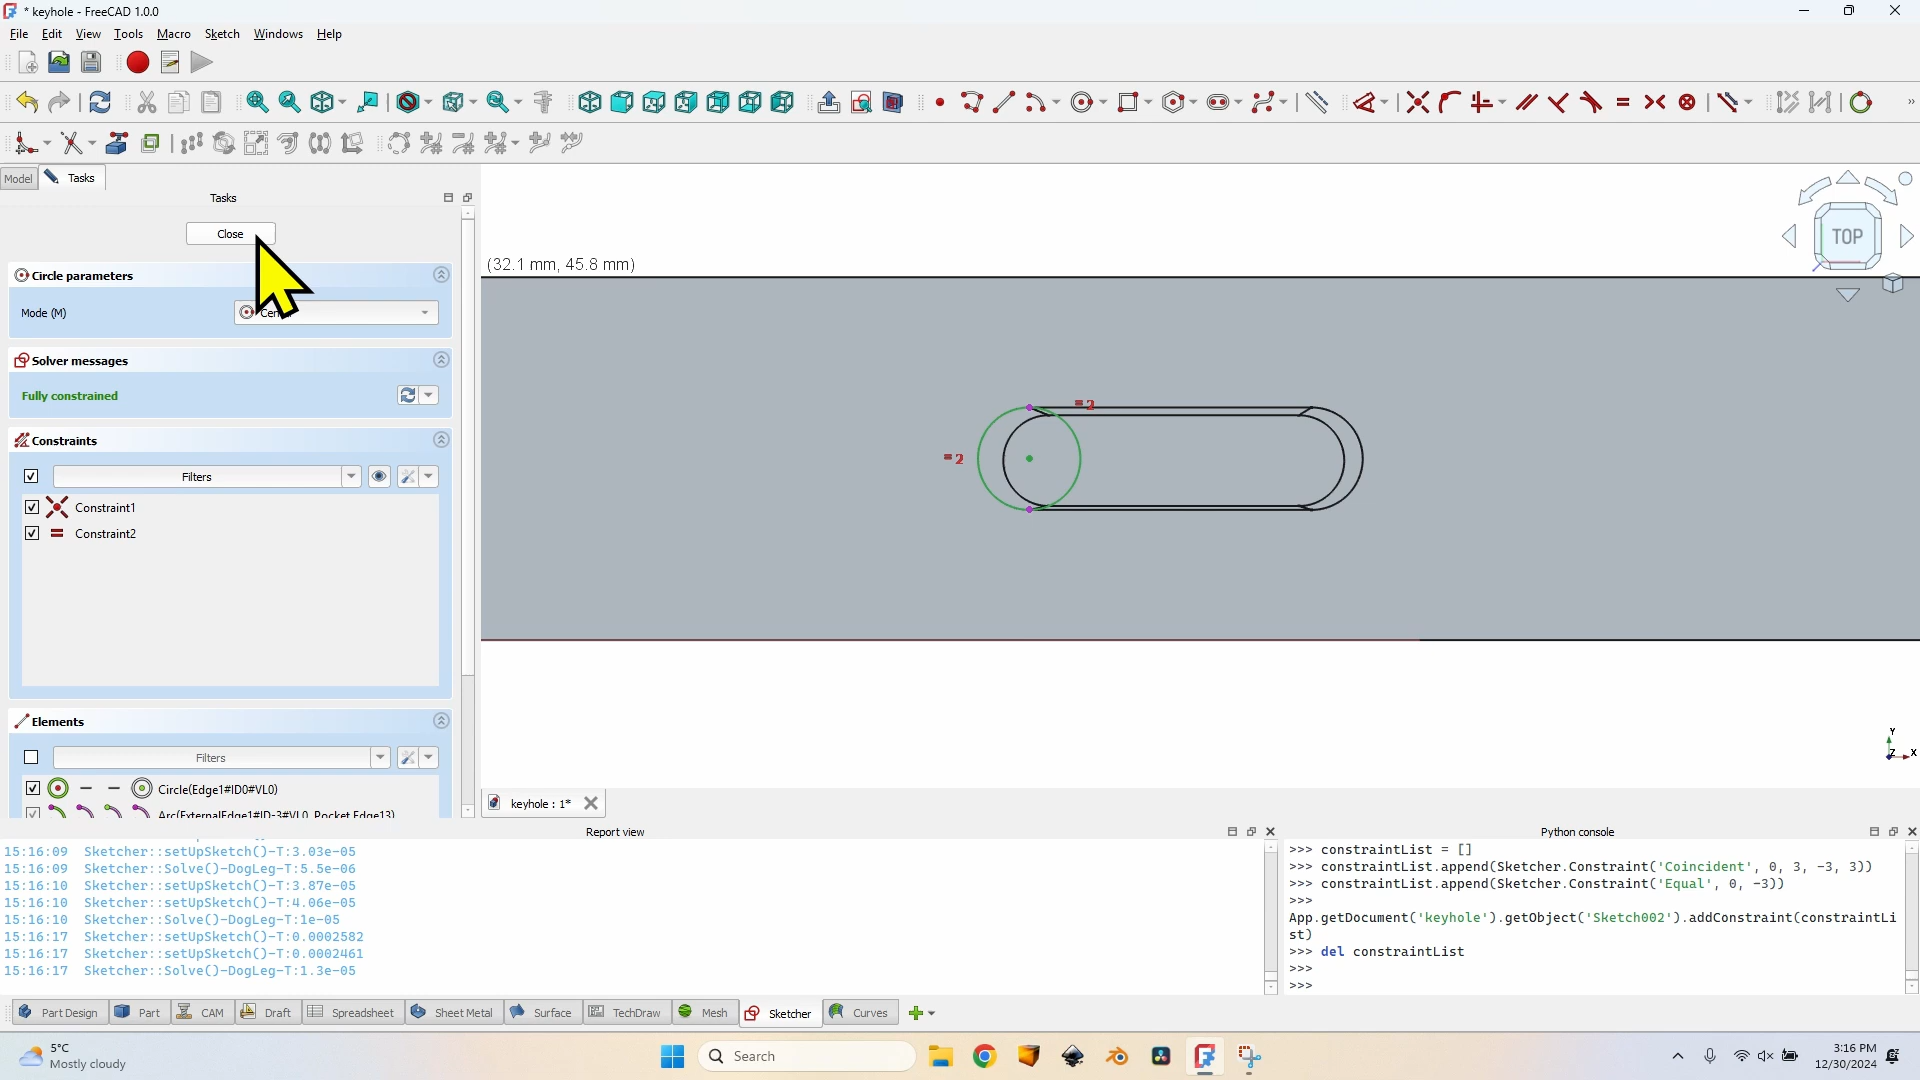 * keyhole - FreeCAD 1.0.0
File Edit View Tools Macro Sketch Windows Help
Model Tasks
Tasks
Close
Circle parameters
Mode (M)
Solver messages
Fully constrained
Constraints
Filters
Constraint1
Constraint2
Elements
Filters
Circle(Edge1#ID0#VL0)
Arc(ExternalEdge1#ID-3#VL0, Pocket.Edge13)
(32.1 mm, 45.8 mm)
= 2
= 2
TOP
Y
Z X
keyhole : 1*
Report view
15:16:09 Sketcher::setUpSketch()-T:3.03e-05
15:16:09 Sketcher::Solve()-DogLeg-T:5.5e-06
15:16:10 Sketcher::setUpSketch()-T:3.87e-05
15:16:10 Sketcher::setUpSketch()-T:4.06e-05
15:16:10 Sketcher::Solve()-DogLeg-T:1e-05
15:16:17 Sketcher::setUpSketch()-T:0.0002582
15:16:17 Sketcher::setUpSketch()-T:0.0002461
15:16:17 Sketcher::Solve()-DogLeg-T:1.3e-05
Python console
>>> constraintList = []
>>> constraintList.append(Sketcher.Constraint('Coincident', 0, 3, -3, 3))
>>> constraintList.append(Sketcher.Constraint('Equal', 0, -3))
>>>
App.getDocument('keyhole').getObject('Sketch002').addConstraint(constraintLi
st)
>>> del constraintList
>>>
>>>
Part Design Part CAM Draft Spreadsheet Sheet Metal Surface TechDraw Mesh Sketcher Curves
5°C
Mostly cloudy
Search
3:16 PM
12/30/2024